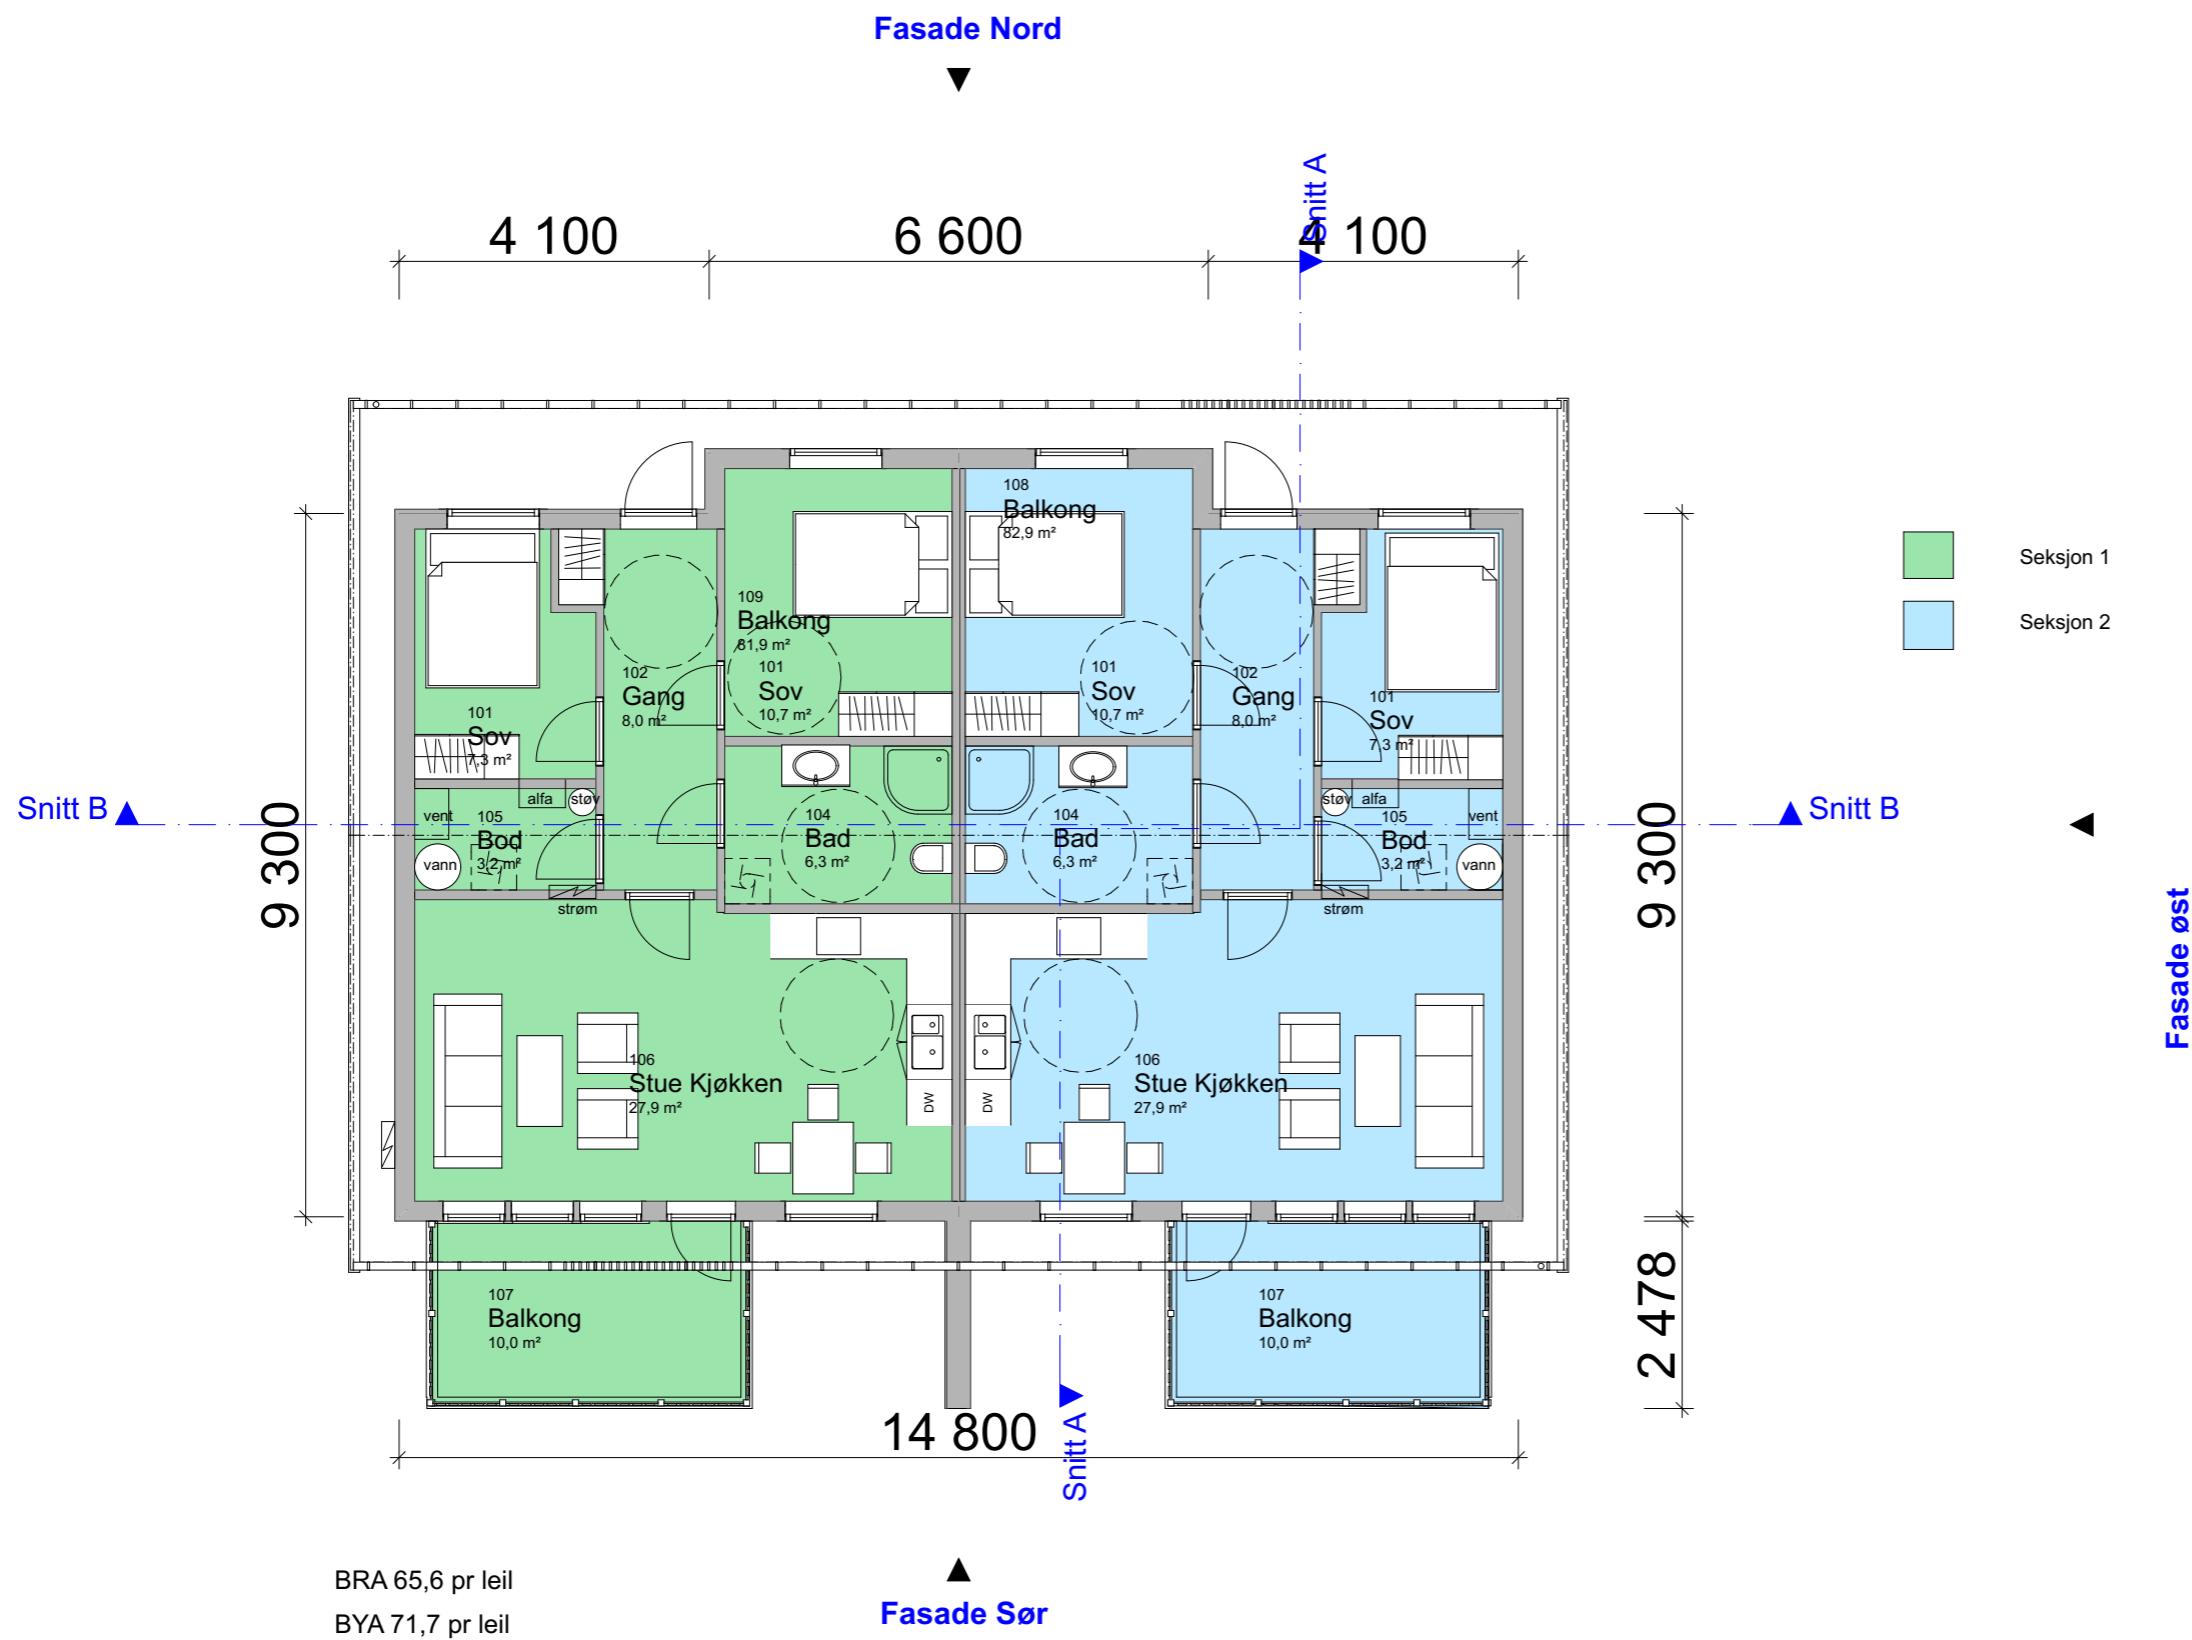 Fasade Nord
Snitt A
4 100
6 600
4 100
108
Balkong
82,9 m²
109
Balkong
81,9 m²
Seksjon 1
Seksjon 2
101
Sov
7,3 m²
102
Gang
8,0 m²
101
Sov
10,7 m²
101
Sov
10,7 m²
102
Gang
8,0 m²
101
Sov
7,3 m²
Snitt B
vent
alfa
støv
105
Bod
3,2 m²
vann
strøm
104
Bad
6,3 m²
104
Bad
6,3 m²
støv
alfa
vent
105
Bod
3,2 m²
vann
strøm
Snitt B
9 300
9 300
Fasade øst
106
Stue Kjøkken
27,9 m²
DW
DW
106
Stue Kjøkken
27,9 m²
107
Balkong
10,0 m²
107
Balkong
10,0 m²
2 478
14 800
Snitt A
BRA 65,6 pr leil
BYA 71,7 pr leil
Fasade Sør